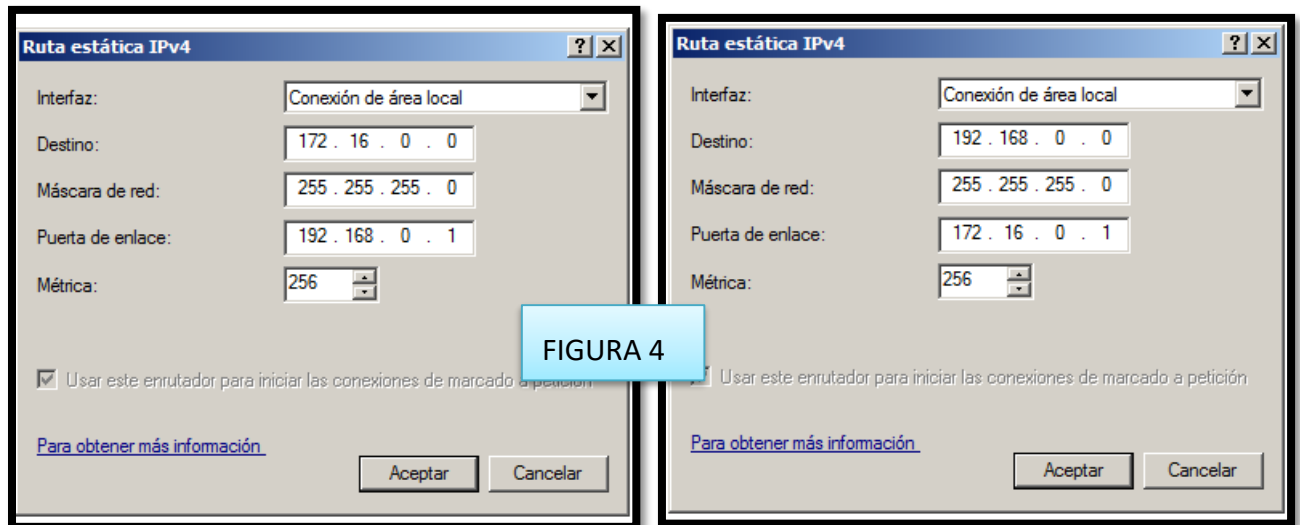 Ruta estática IPv4
Interfaz: Conexión de área local
Destino: 172 . 16 . 0 . 0
Máscara de red: 255 . 255 . 255 . 0
Puerta de enlace: 192 . 168 . 0 . 1
Métrica: 256
Usar este enrutador para iniciar las conexiones de marcado a petición
Para obtener más información
Aceptar Cancelar
Ruta estática IPv4
Interfaz: Conexión de área local
Destino: 192 . 168 . 0 . 0
Máscara de red: 255 . 255 . 255 . 0
Puerta de enlace: 172 . 16 . 0 . 1
Métrica: 256
Usar este enrutador para iniciar las conexiones de marcado a petición
Para obtener más información
Aceptar Cancelar
FIGURA 4